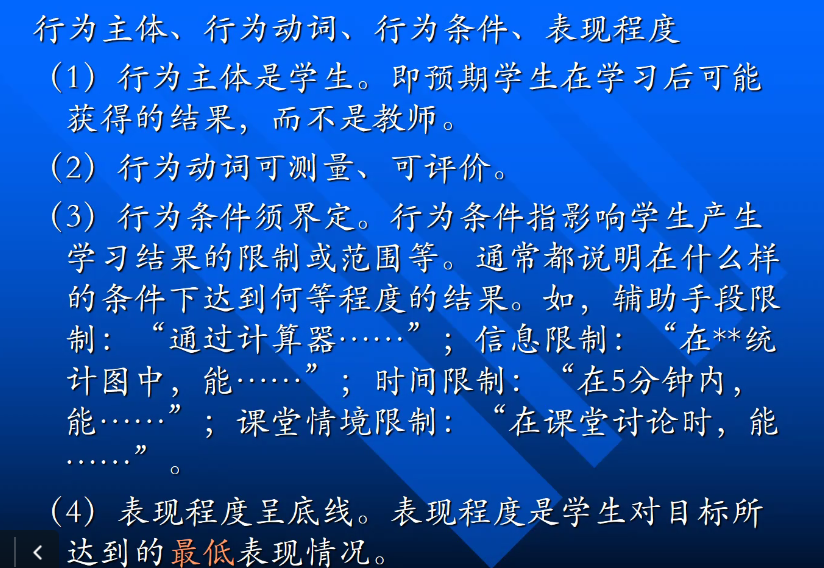 行为主体、行为动词、行为条件、表现程度
（1）行为主体是学生。即预期学生在学习后可能
获得的结果，而不是教师。
（2）行为动词可测量、可评价。
（3）行为条件须界定。行为条件指影响学生产生
学习结果的限制或范围等。通常都说明在什么样
的条件下达到何等程度的结果。如，辅助手段限
制：“通过计算器……”；信息限制：“在**统
计图中，能……”；时间限制：“在5分钟内，
能……”；课堂情境限制：“在课堂讨论时，能
……”。
（4）表现程度呈底线。表现程度是学生对目标所
达到的最低表现情况。